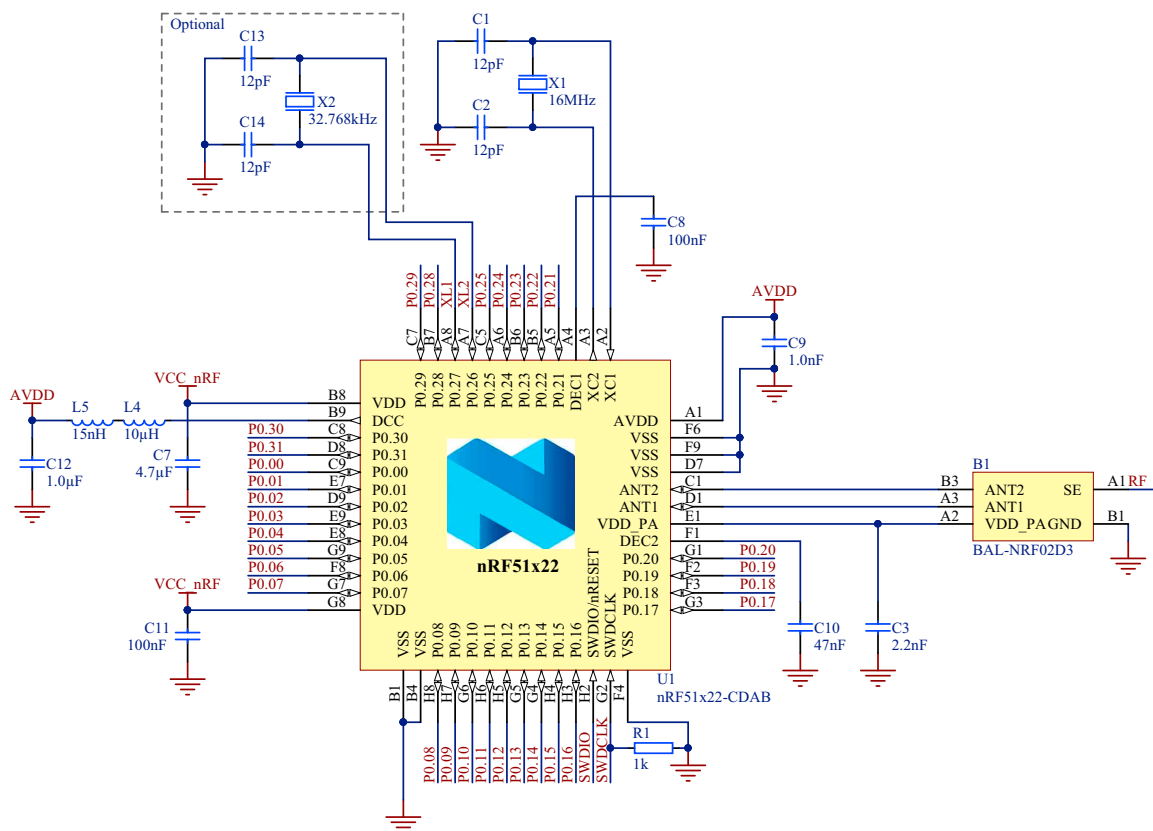 Optional
C13
12pF
X2
32.768kHz
C14
12pF
C1
12pF
X1
16MHz
C2
12pF
C8
100nF
P0.29
P0.28
XL1
XL2
P0.25
P0.24
P0.23
P0.22
P0.21
C7
B7
A8
A7
C5
A6
B6
B5
A5
A4
A3
A2
P0.29
P0.28
P0.27
P0.26
P0.25
P0.24
P0.23
P0.22
P0.21
DEC1
XC2
XC1
AVDD
C9
1.0nF
AVDD
L5
15nH
L4
10µH
VCC_nRF
C12
1.0µF
C7
4.7µF
B8 VDD
B9 DCC
P0.30 C8 P0.30
P0.31 D8 P0.31
P0.00 C9 P0.00
P0.01 E7 P0.01
P0.02 D9 P0.02
P0.03 E9 P0.03
P0.04 E8 P0.04
P0.05 G9 P0.05
P0.06 F8 P0.06
P0.07 G7 P0.07
G8 VDD
VCC_nRF
C11
100nF
nRF51x22
AVDD A1
VSS F6
VSS F9
VSS D7
ANT2 C1
ANT1 D1
VDD_PA E1
DEC2 F1
P0.20 G1 P0.20
P0.19 F2 P0.19
P0.18 F3 P0.18
P0.17 G3 P0.17
B1
B3 ANT2 SE A1 RF
A3 ANT1
A2 VDD_PA GND B1
BAL-NRF02D3
C10
47nF
C3
2.2nF
VSS
VSS
P0.08
P0.09
P0.10
P0.11
P0.12
P0.13
P0.14
P0.15
P0.16
SWDIO/nRESET
SWDCLK
VSS
U1
nRF51x22-CDAB
B1
B4
H8
H7
G6
H6
H5
G5
G4
H4
H3
H2
G2
F4
P0.08
P0.09
P0.10
P0.11
P0.12
P0.13
P0.14
P0.15
P0.16
SWDIO
SWDCLK
R1
1k